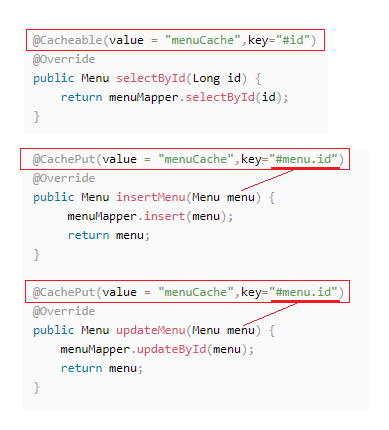 @Cacheable(value = "menuCache",key="#id")
@Override
public Menu selectById(Long id) {
    return menuMapper.selectById(id);
}
@CachePut(value = "menuCache",key="#menu.id")
@Override
public Menu insertMenu(Menu menu) {
     menuMapper.insert(menu);
     return menu;
}
@CachePut(value = "menuCache",key="#menu.id")
@Override
public Menu updateMenu(Menu menu) {
    menuMapper.updateById(menu);
    return menu;
}